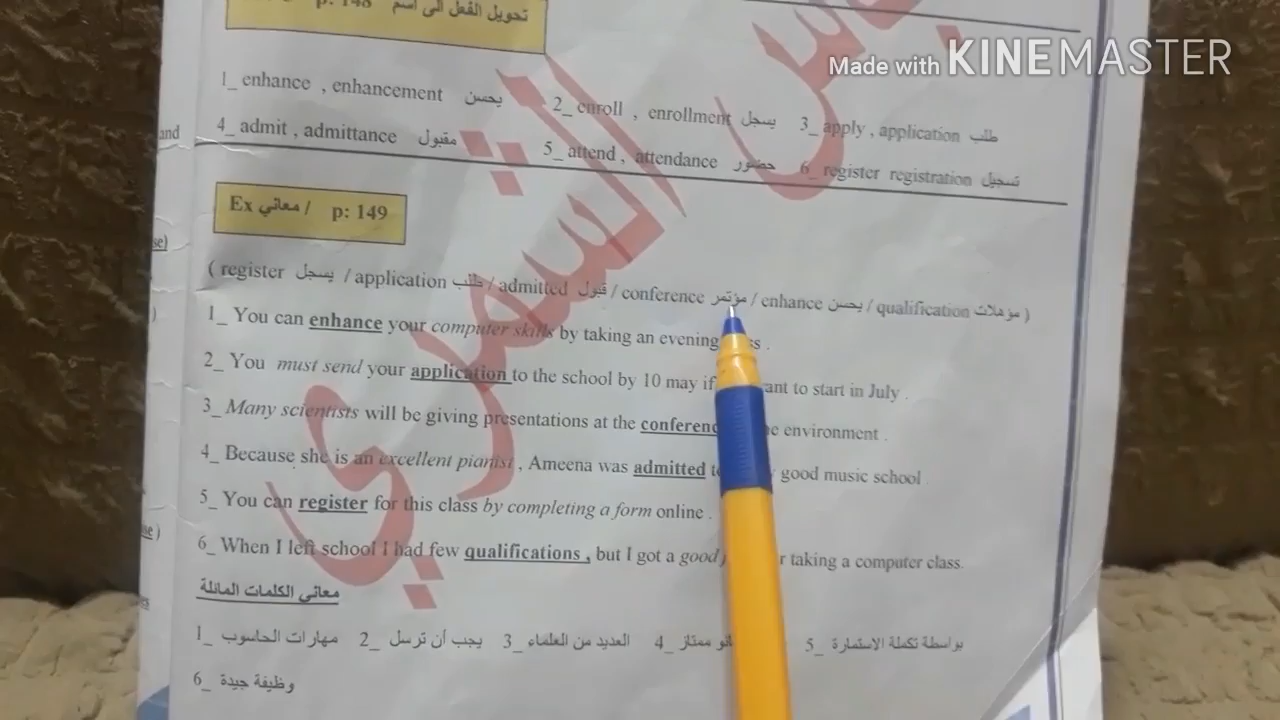 تحويل الفعل الى اسم p: 148
Made with KINEMASTER
1_ enhance , enhancement يحسن 2_ enroll , enrollment يسجل 3_ apply , application طلب
and
4_ admit , admittance مقبول 5_ attend , attendance حضور 6_ register registration تسجيل
Ex معاني / p: 149
se)
( register يسجل / application طلب / admitted قبول / conference مؤتمر / enhance يحسن / qualification مؤهلات )
)
1_ You can enhance your computer skills by taking an evening .
2_ You must send your application to the school by 10 may if to start in July .
3_ Many scientists will be giving presentations at the environment .
4_ Because she is an excellent pianist , Ameena was admitted good music school
5_ You can register for this class by completing a form online .
se )
6_ When I left school I had few qualifications , but I got a good taking a computer class.
معاني الكلمات المائلة
1_ مهارات الحاسوب 2_ يجب أن ترسل 3_ العديد من العلماء 4_ ممتاز 5_ بواسطة تكملة الاستمارة
6_ وظيفة جيدة
الشمري